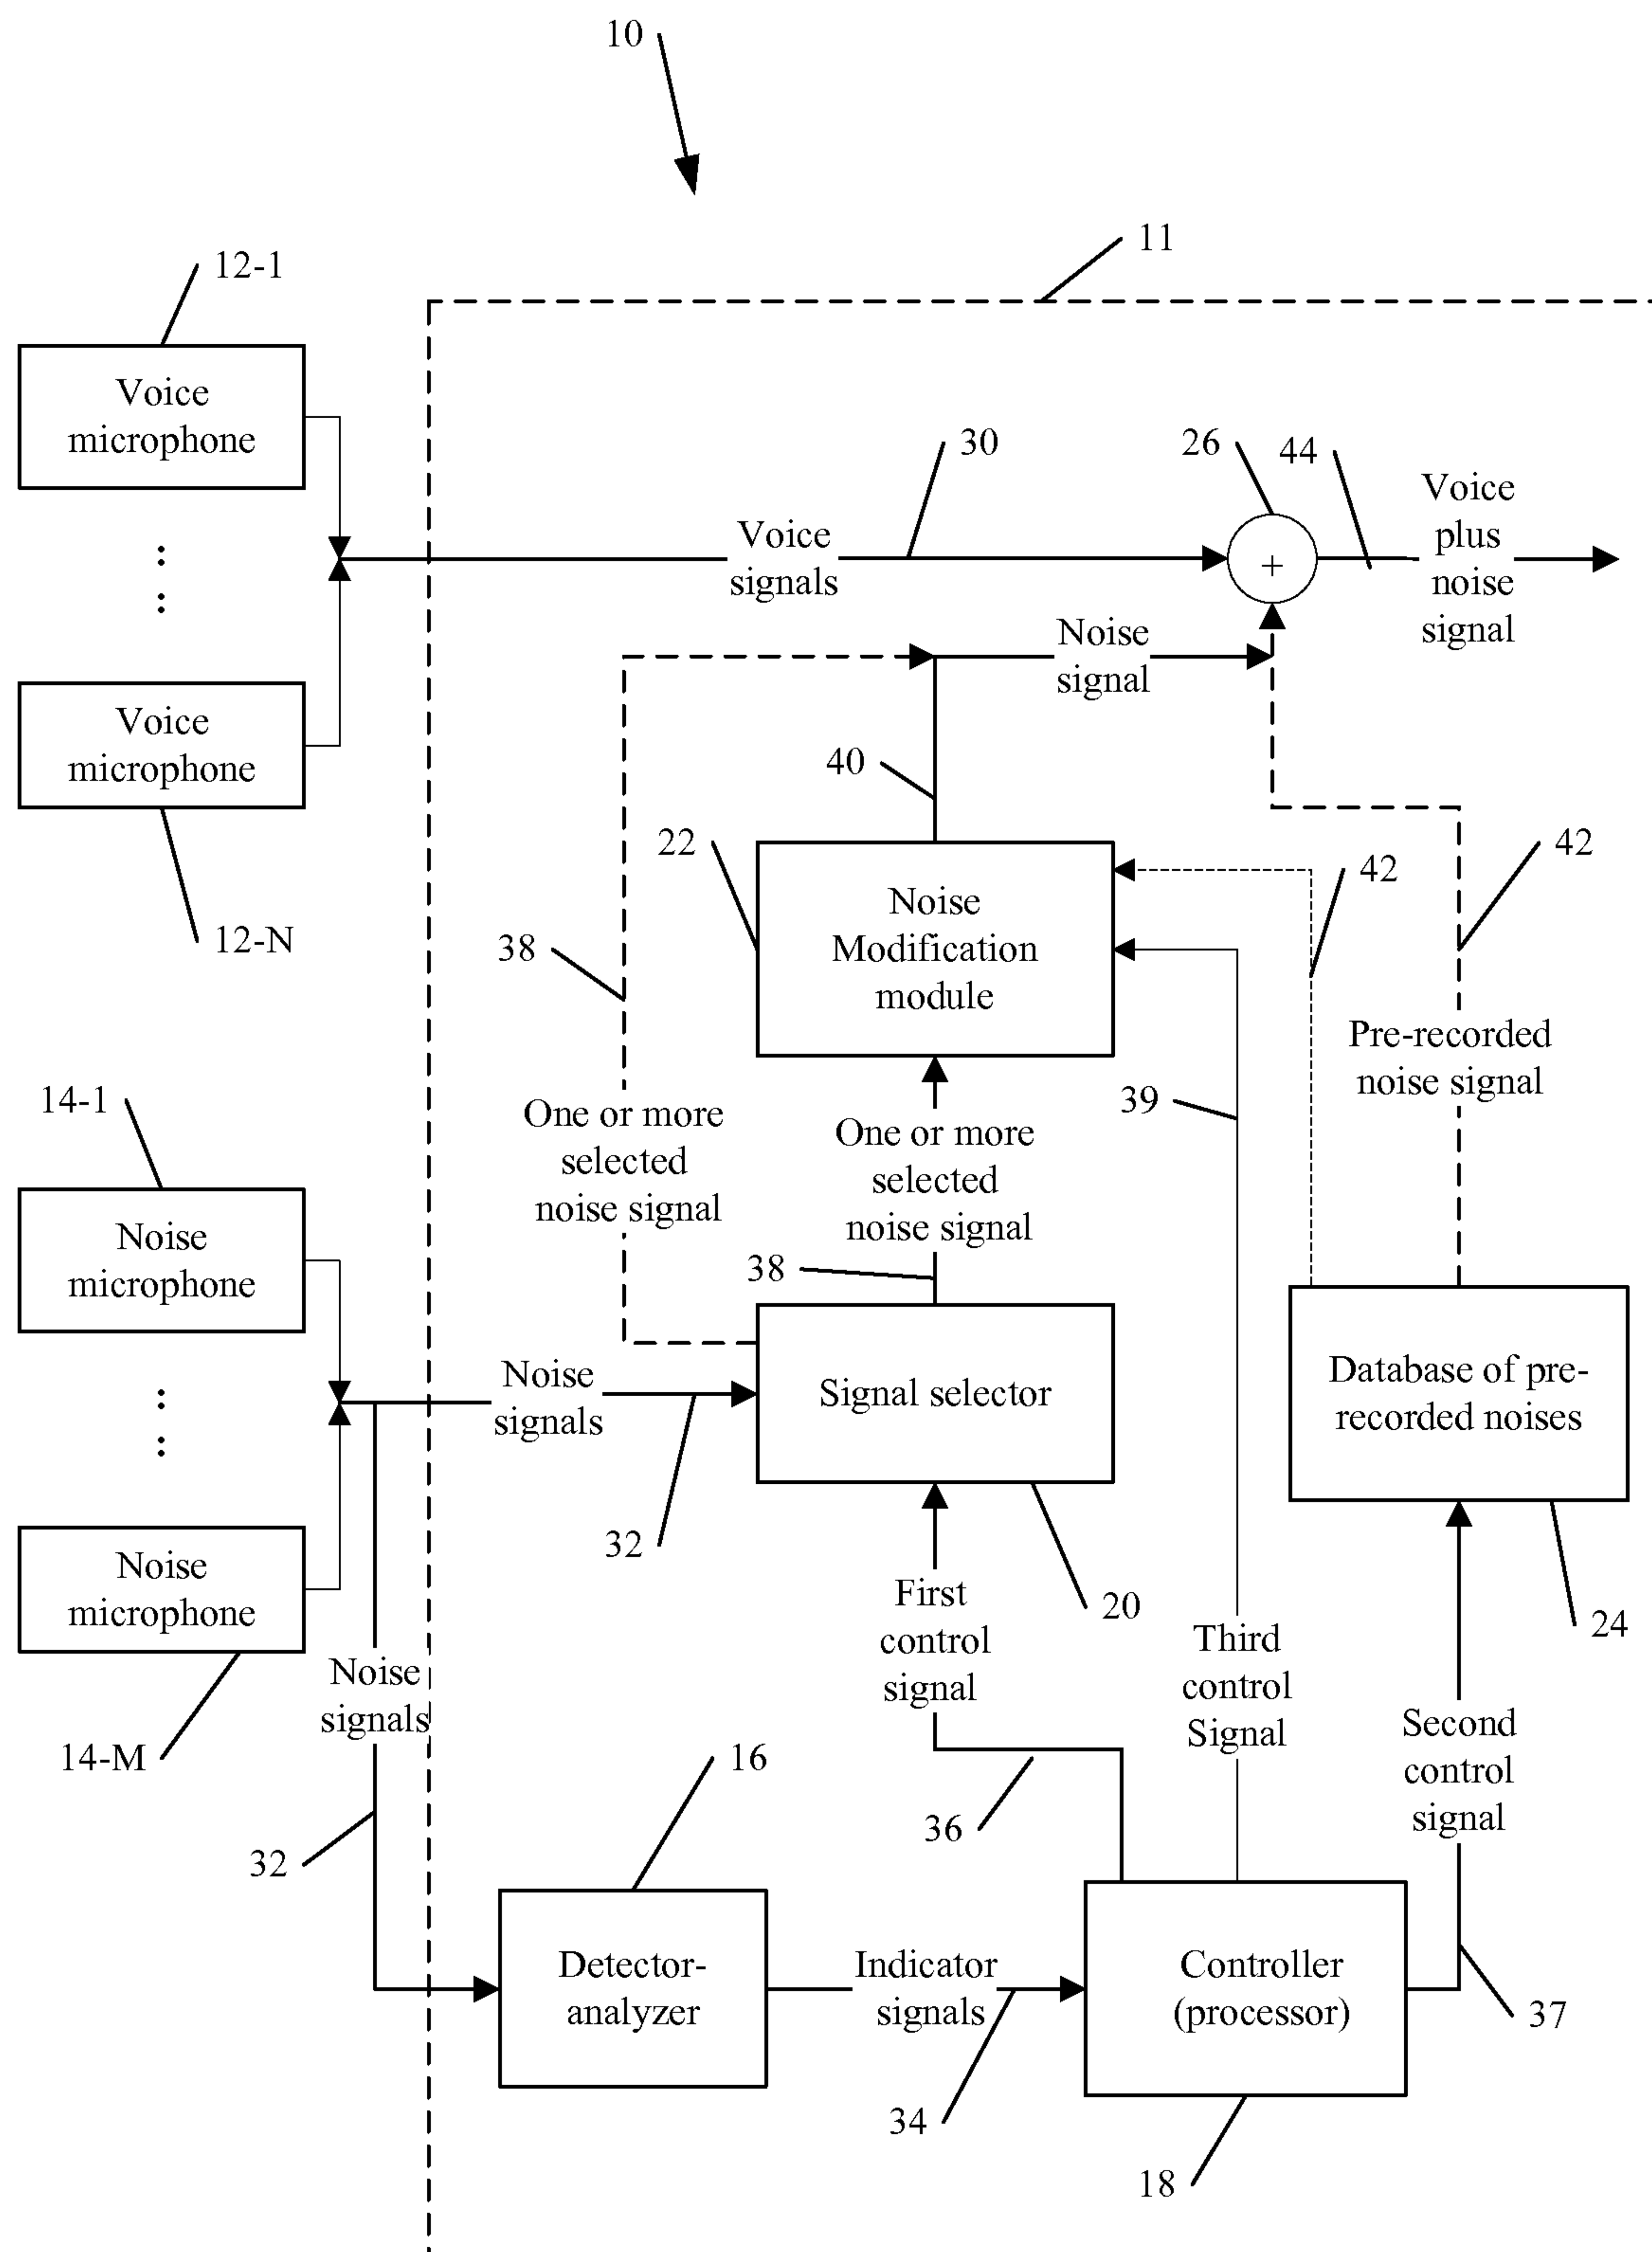 10
11
12-1
Voice
microphone
30
26
44
Voice
plus
noise
signal
Voice
signals
+
Noise
signal
Voice
microphone
12-N
40
22
42
42
Noise
Modification
module
38
Pre-recorded
noise signal
39
14-1
One or more
selected
noise signal
One or more
selected
noise signal
Noise
microphone
38
Noise
signals
Signal selector
Database of pre-
recorded noises
32
Noise
microphone
First
control
signal
20
24
Third
control
Signal
Noise
signals
14-M
Second
control
signal
16
36
32
Detector-
analyzer
Indicator
signals
Controller
(processor)
37
34
18